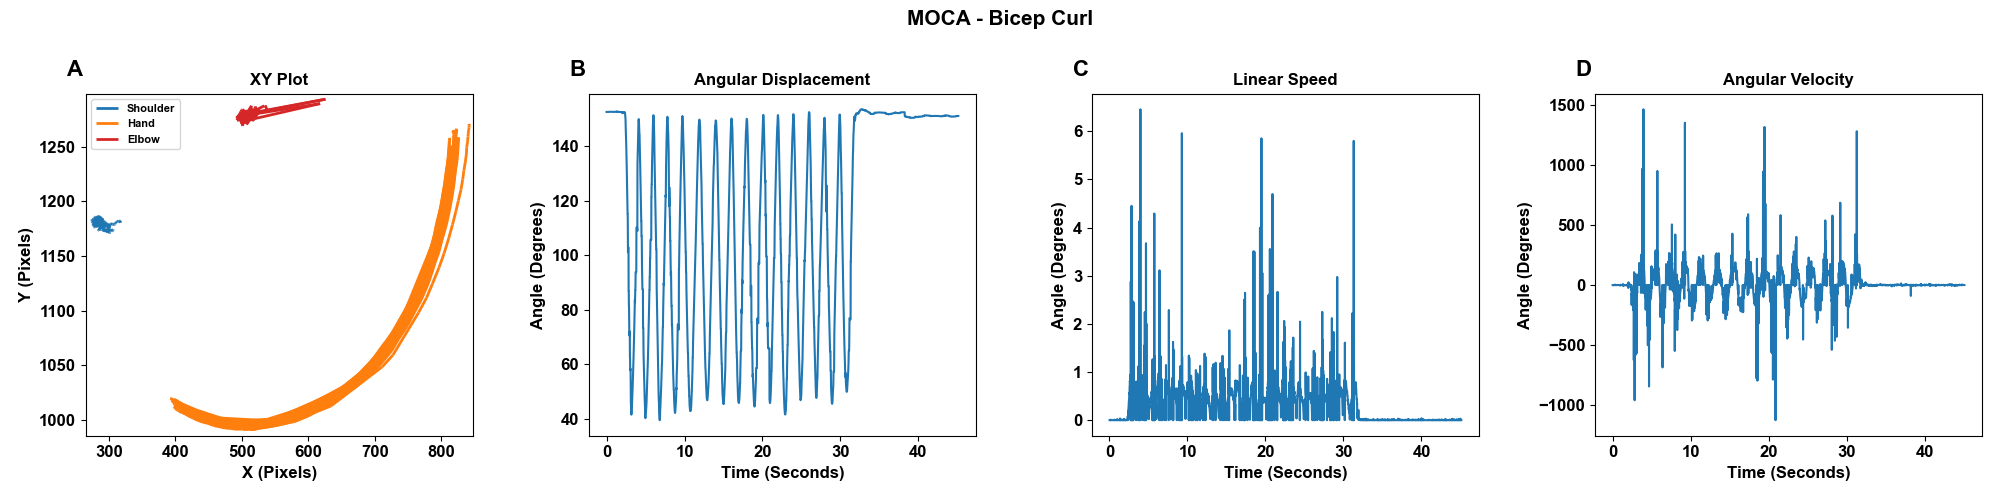 MOCA - Bicep Curl
A
XY Plot
Shoulder
Hand
Elbow
1250
1200
1150
1100
1050
1000
300 400 500 600 700 800
Y (Pixels)
X (Pixels)
B
Angular Displacement
140
120
100
80
60
40
0 10 20 30 40
Angle (Degrees)
Time (Seconds)
C
Linear Speed
6
5
4
3
2
1
0
0 10 20 30 40
Angle (Degrees)
Time (Seconds)
D
Angular Velocity
1500
1000
500
0
−500
−1000
0 10 20 30 40
Angle (Degrees)
Time (Seconds)